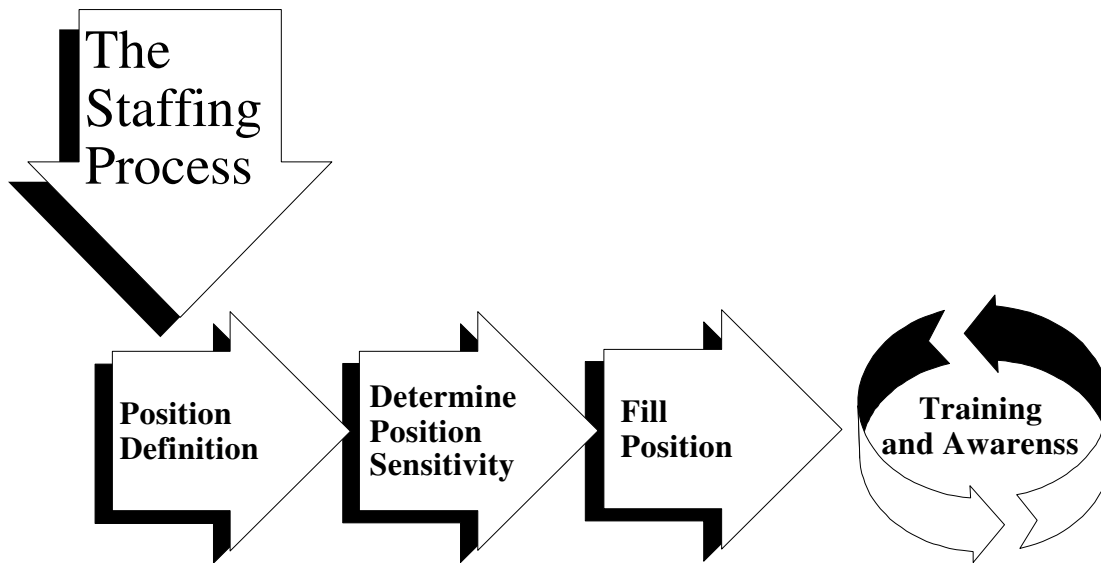 The
Staffing
Process
Position
Definition
Determine
Position
Sensitivity
Fill
Position
Training
and Awarenss